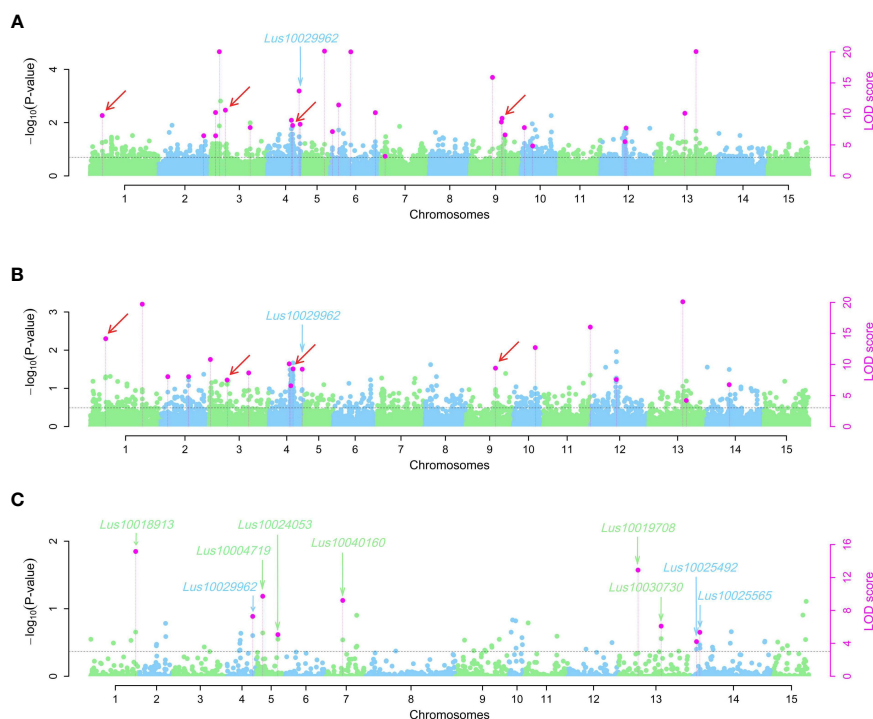 A
Lus10029962
−log10(P-value)
0 2 4
LOD score
0 5 10 15 20
1 2 3 4 5 6 7 8 9 10 11 12 13 14 15
Chromosomes
B
Lus10029962
−log10(P-value)
0 1 2 3
LOD score
0 5 10 15 20
1 2 3 4 5 6 7 8 9 10 11 12 13 14 15
Chromosomes
C
Lus10018913
Lus10024053
Lus10019708
Lus10004719
Lus10040160
Lus10025492
Lus10029962
Lus10030730
Lus10025565
−log10(P-value)
0 1 2
LOD score
0 4 8 12 16
1 2 3 4 5 7 8 9 10 11 12 13 14 15
Chromosomes